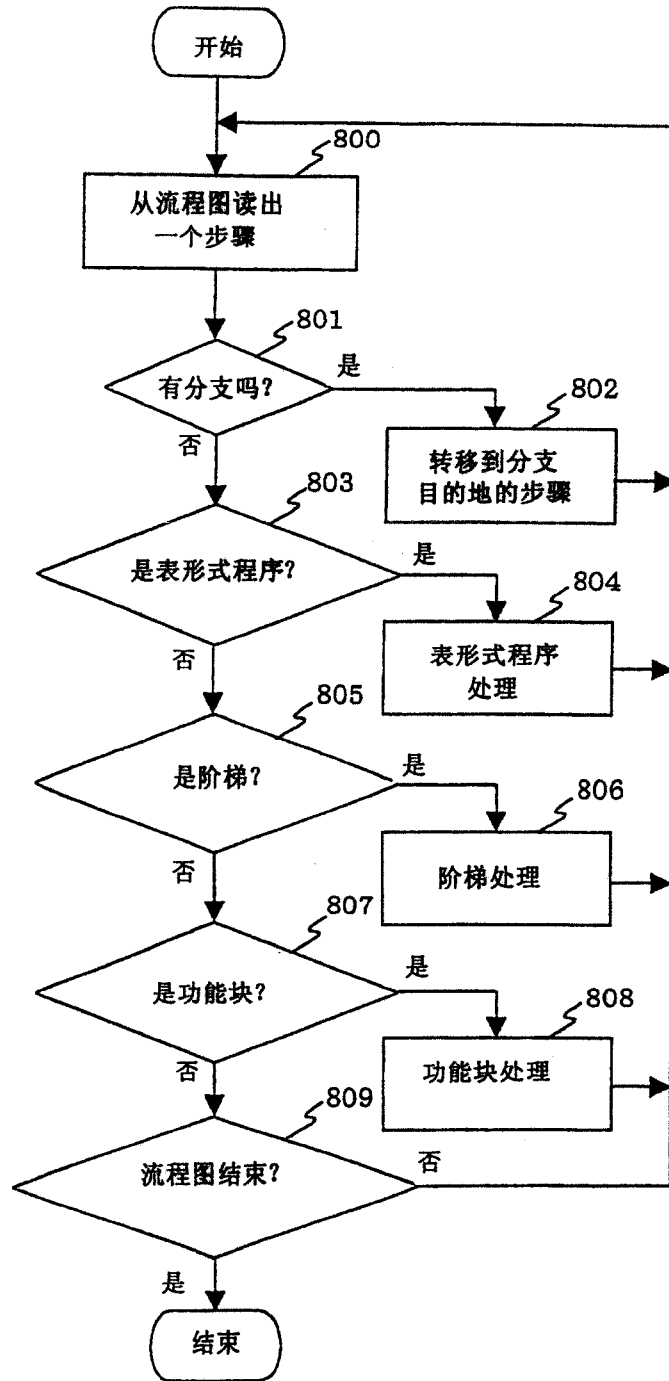 开始
800
从流程图读出
一个步骤
801
有分支吗?
是
802
转移到分支
目的地的步骤
否
803
是表形式程序?
是
804
表形式程序
处理
否
805
是阶梯?
是
806
阶梯处理
否
807
是功能块?
是
808
功能块处理
否
809
流程图结束?
否
是
结束